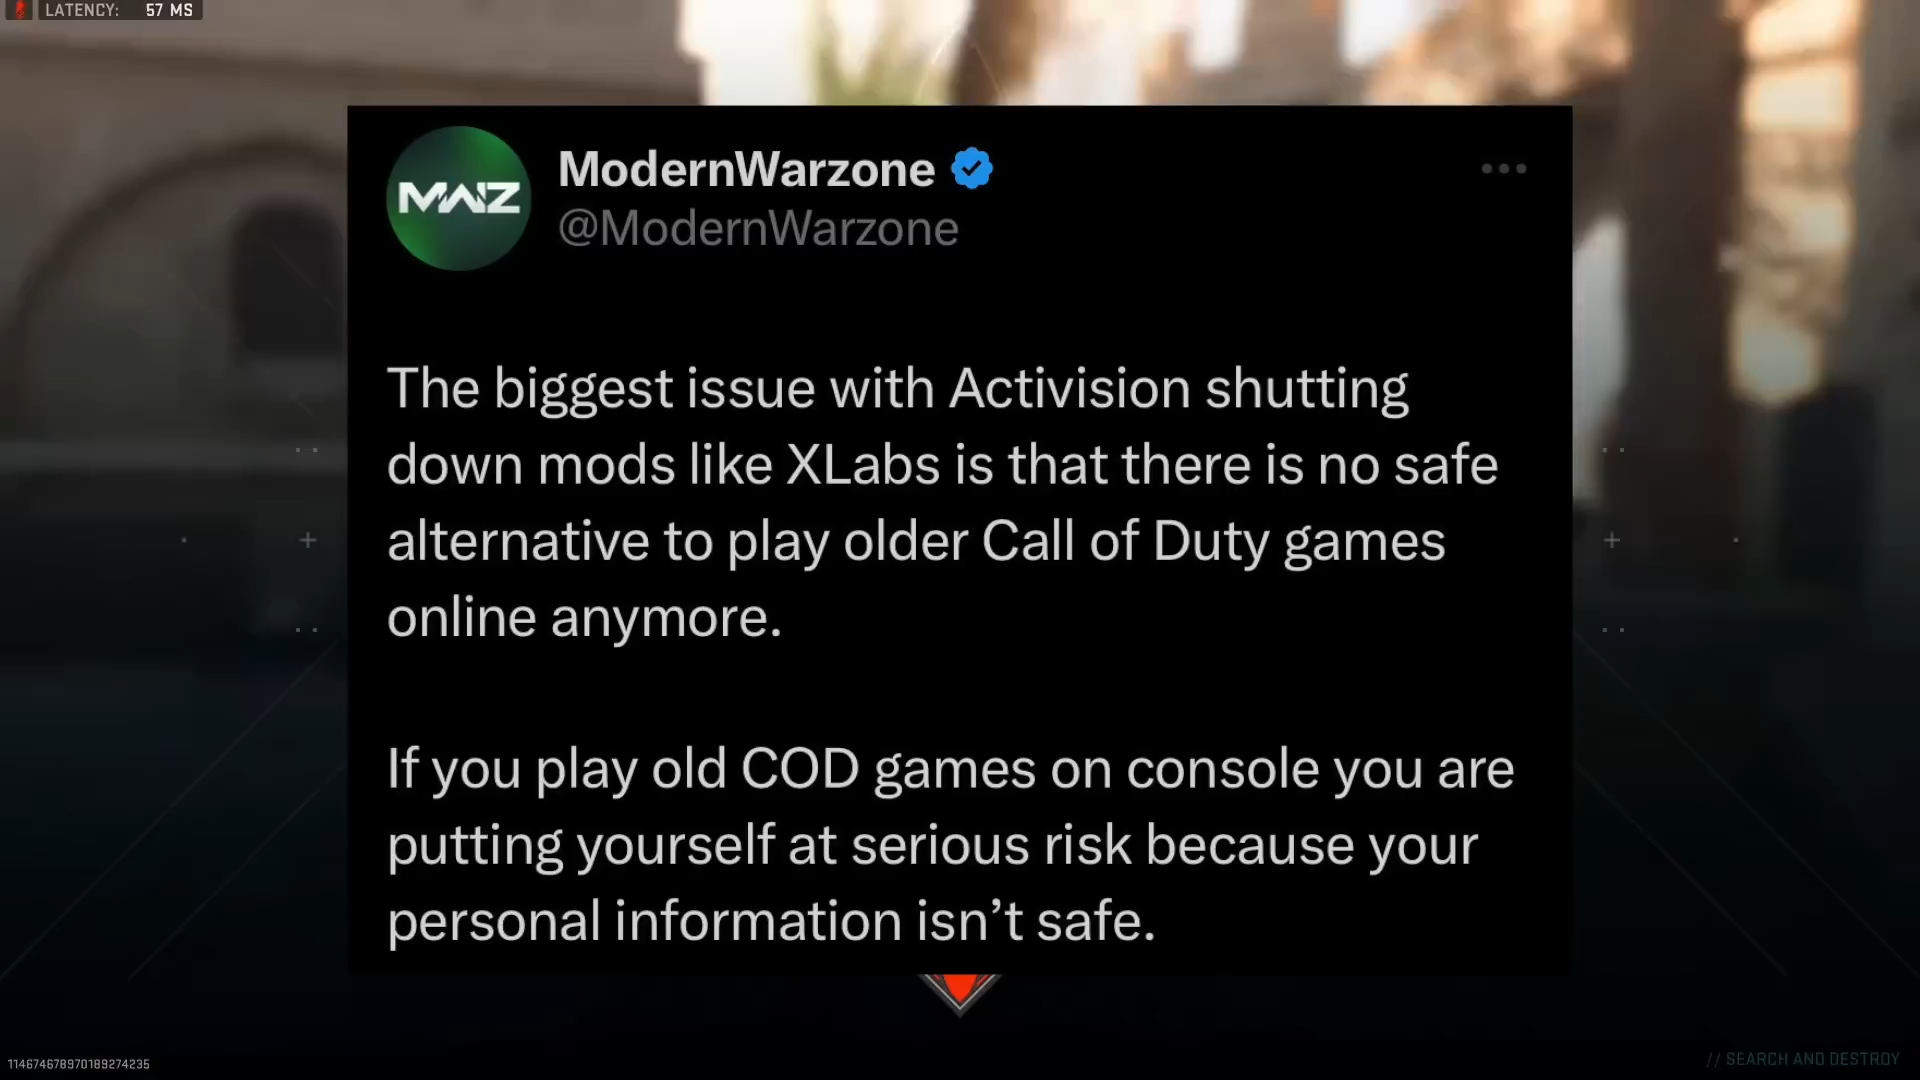 LATENCY: 57 MS
MWZ
ModernWarzone
@ModernWarzone
The biggest issue with Activision shutting
down mods like XLabs is that there is no safe
alternative to play older Call of Duty games
online anymore.
If you play old COD games on console you are
putting yourself at serious risk because your
personal information isn’t safe.
11467467897018927​4235
// SEARCH AND DESTROY